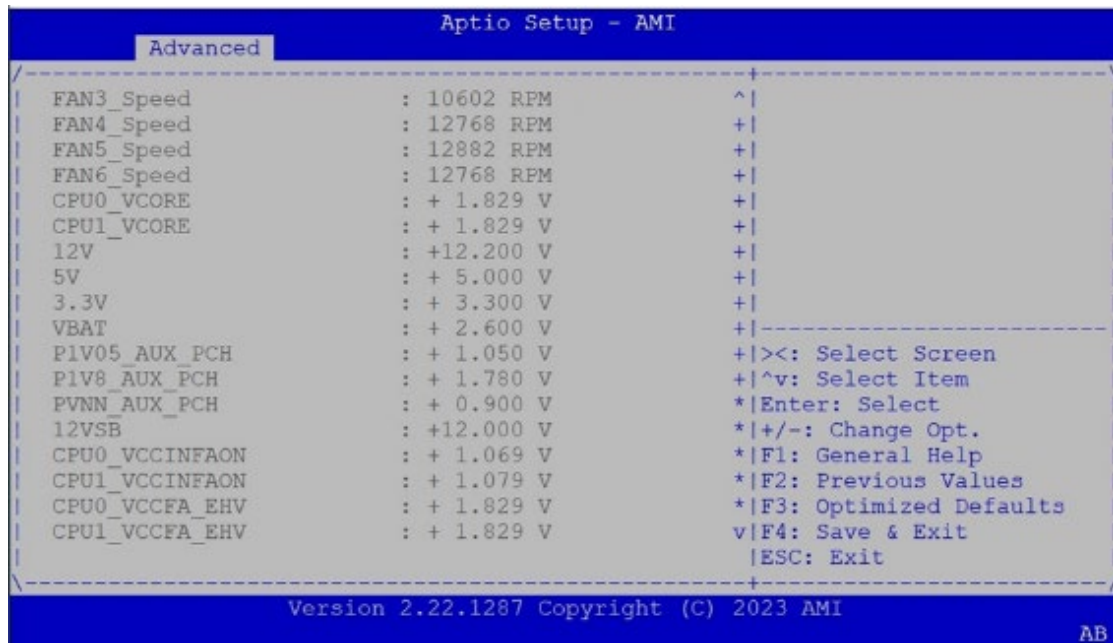 Aptio Setup - AMI
Advanced
FAN3_Speed : 10602 RPM
FAN4_Speed : 12768 RPM
FAN5_Speed : 12882 RPM
FAN6_Speed : 12768 RPM
CPU0_VCORE : + 1.829 V
CPU1_VCORE : + 1.829 V
12V : +12.200 V
5V : + 5.000 V
3.3V : + 3.300 V
VBAT : + 2.600 V
P1V05_AUX_PCH : + 1.050 V
P1V8_AUX_PCH : + 1.780 V
PVNN_AUX_PCH : + 0.900 V
12VSB : +12.000 V
CPU0_VCCINFAON : + 1.069 V
CPU1_VCCINFAON : + 1.079 V
CPU0_VCCFA_EHV : + 1.829 V
CPU1_VCCFA_EHV : + 1.829 V
><: Select Screen
^v: Select Item
Enter: Select
+/-: Change Opt.
F1: General Help
F2: Previous Values
F3: Optimized Defaults
F4: Save & Exit
ESC: Exit
Version 2.22.1287 Copyright (C) 2023 AMI
AB